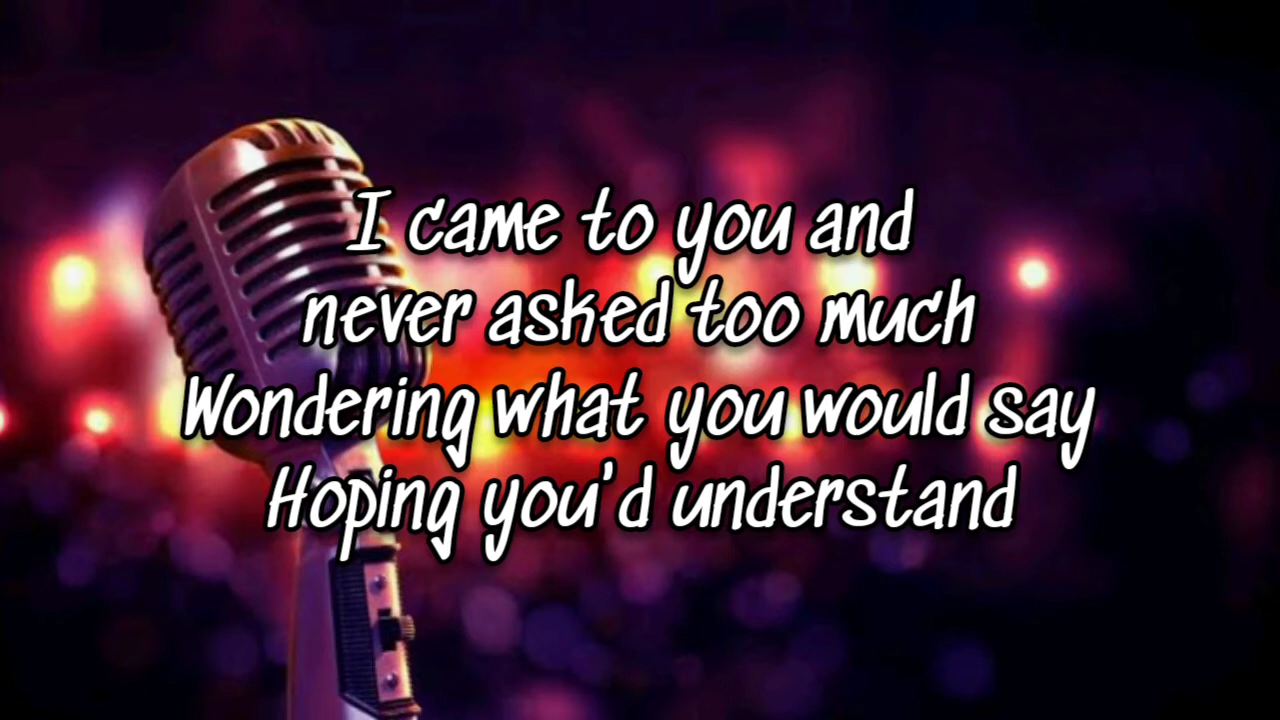 I came to you and
never asked too much
Wondering what you would say
Hoping you'd understand